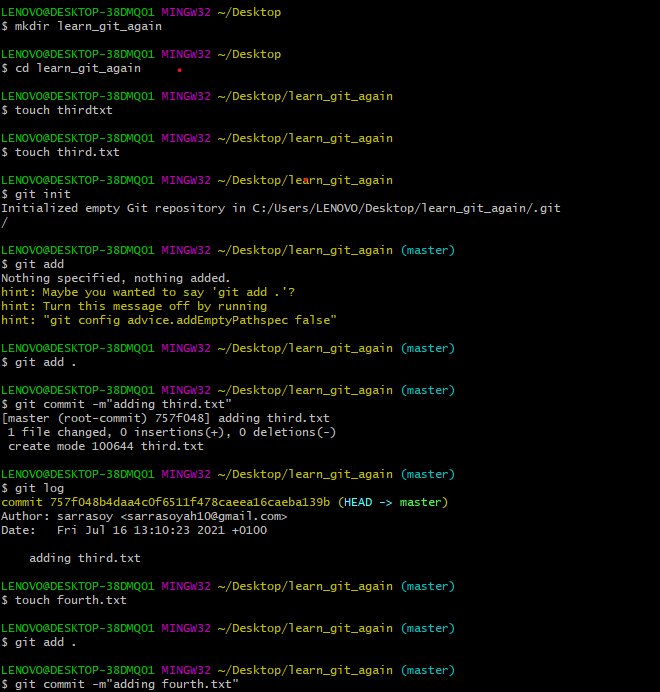 LENOVO@DESKTOP-38DMQ01 MINGW32 ~/Desktop
$ mkdir learn_git_again
LENOVO@DESKTOP-38DMQ01 MINGW32 ~/Desktop
$ cd learn_git_again
LENOVO@DESKTOP-38DMQ01 MINGW32 ~/Desktop/learn_git_again
$ touch thirdtxt
LENOVO@DESKTOP-38DMQ01 MINGW32 ~/Desktop/learn_git_again
$ touch third.txt
LENOVO@DESKTOP-38DMQ01 MINGW32 ~/Desktop/learn_git_again
$ git init
Initialized empty Git repository in C:/Users/LENOVO/Desktop/learn_git_again/.git
/
LENOVO@DESKTOP-38DMQ01 MINGW32 ~/Desktop/learn_git_again (master)
$ git add
Nothing specified, nothing added.
hint: Maybe you wanted to say 'git add .'?
hint: Turn this message off by running
hint: "git config advice.addEmptyPathspec false"
LENOVO@DESKTOP-38DMQ01 MINGW32 ~/Desktop/learn_git_again (master)
$ git add .
LENOVO@DESKTOP-38DMQ01 MINGW32 ~/Desktop/learn_git_again (master)
$ git commit -m"adding third.txt"
[master (root-commit) 757f048] adding third.txt
 1 file changed, 0 insertions(+), 0 deletions(-)
 create mode 100644 third.txt
LENOVO@DESKTOP-38DMQ01 MINGW32 ~/Desktop/learn_git_again (master)
$ git log
commit 757f048b4daa4c0f6511f478caeea16caeba139b (HEAD -> master)
Author: sarrasoy <sarrasoyah10@gmail.com>
Date:   Fri Jul 16 13:10:23 2021 +0100
    adding third.txt
LENOVO@DESKTOP-38DMQ01 MINGW32 ~/Desktop/learn_git_again (master)
$ touch fourth.txt
LENOVO@DESKTOP-38DMQ01 MINGW32 ~/Desktop/learn_git_again (master)
$ git add .
LENOVO@DESKTOP-38DMQ01 MINGW32 ~/Desktop/learn_git_again (master)
$ git commit -m"adding fourth.txt"